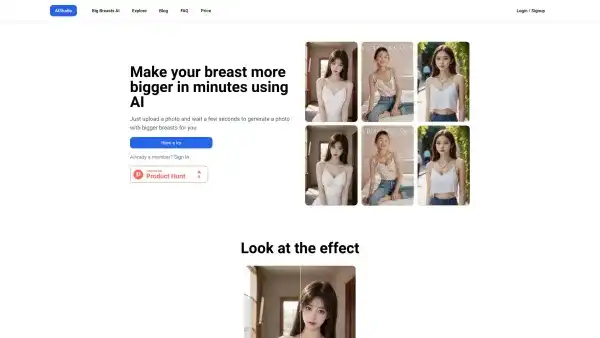 AIStudio
Big Breasts AI
Explore
Blog
FAQ
Price
Login / Signup
Make your breast more
bigger in minutes using
AI
Just upload a photo and wait a few seconds to generate a photo
with bigger breasts for you
Have a try
Already a member? Sign In
Product Hunt
Look at the effect